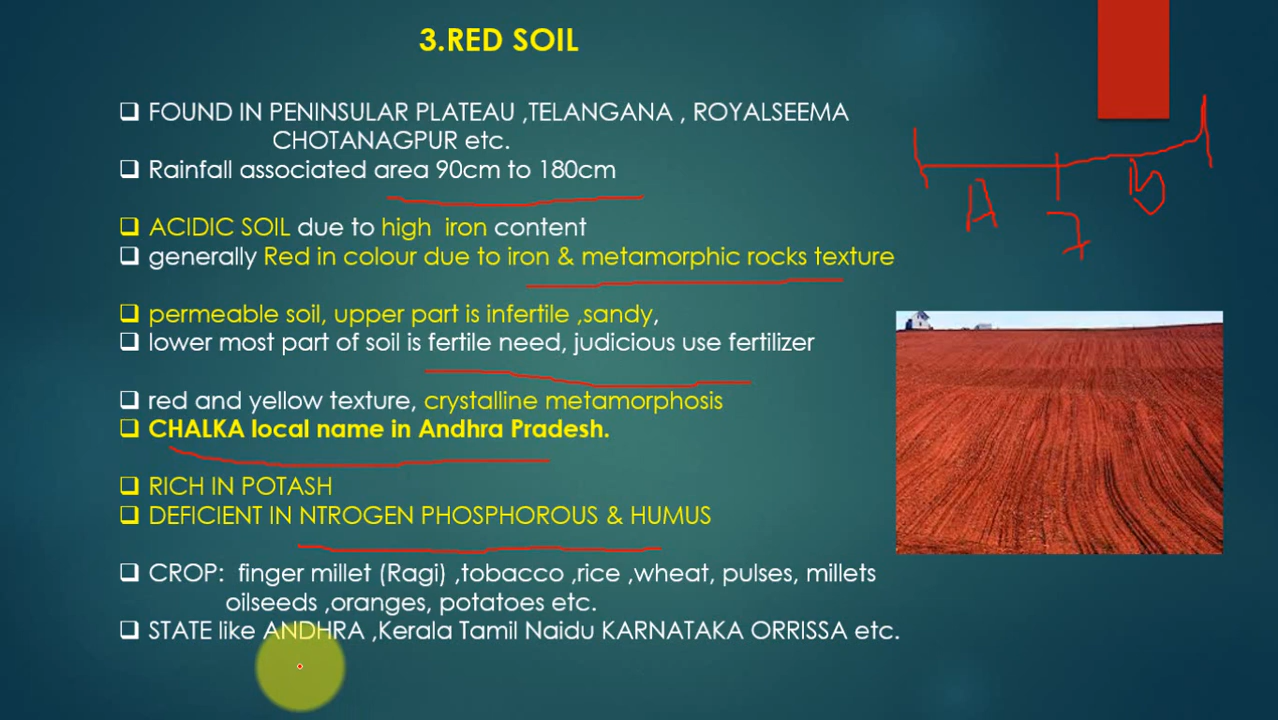 3.RED SOIL
FOUND IN PENINSULAR PLATEAU ,TELANGANA , ROYALSEEMA
CHOTANAGPUR etc.
Rainfall associated area 90cm to 180cm
ACIDIC SOIL due to high iron content
generally Red in colour due to iron & metamorphic rocks texture
permeable soil, upper part is infertile ,sandy,
lower most part of soil is fertile need, judicious use fertilizer
red and yellow texture, crystalline metamorphosis
CHALKA local name in Andhra Pradesh.
RICH IN POTASH
DEFICIENT IN NTROGEN PHOSPHOROUS & HUMUS
CROP: finger millet (Ragi) ,tobacco ,rice ,wheat, pulses, millets
oilseeds ,oranges, potatoes etc.
STATE like ANDHRA ,Kerala Tamil Naidu KARNATAKA ORRISSA etc.
A 7 B